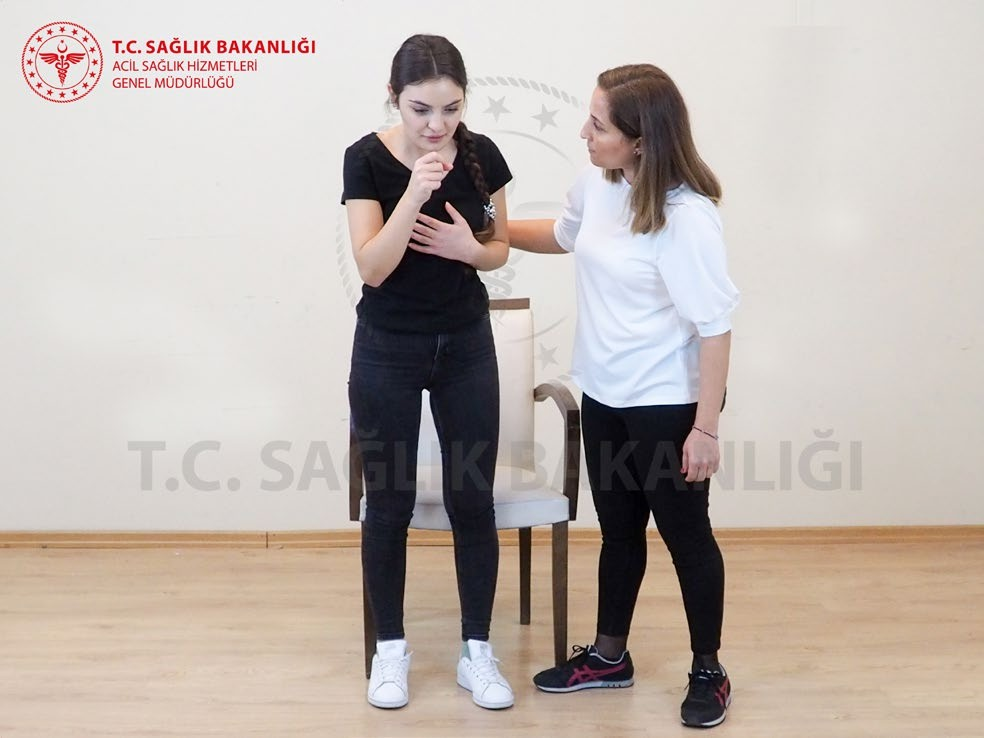 T.C. SAĞLIK BAKANLIĞI
ACİL SAĞLIK HİZMETLERİ
GENEL MÜDÜRLÜĞÜ
T.C. SAĞLIK BAKANLIĞI